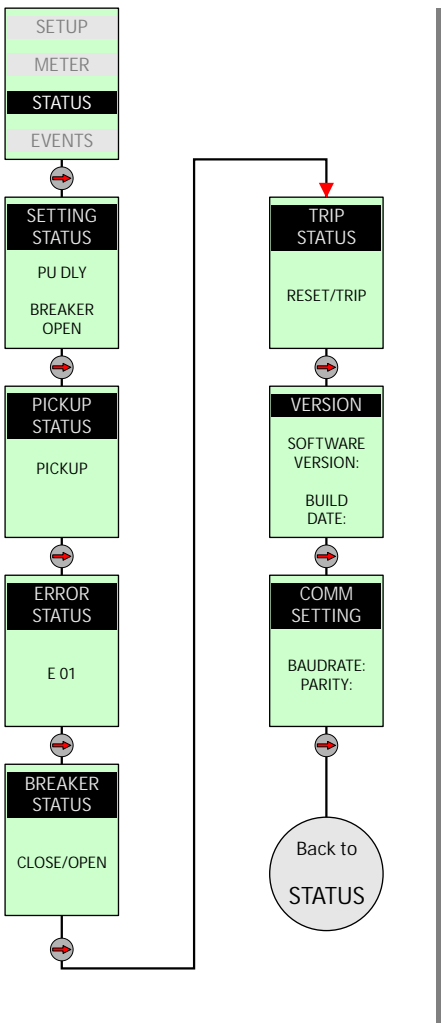 SETUP
METER
STATUS
EVENTS
SETTING
STATUS
PU DLY
BREAKER
OPEN
PICKUP
STATUS
PICKUP
ERROR
STATUS
E 01
BREAKER
STATUS
CLOSE/OPEN
TRIP
STATUS
RESET/TRIP
VERSION
SOFTWARE
VERSION:
BUILD
DATE:
COMM
SETTING
BAUDRATE:
PARITY:
Back to
STATUS